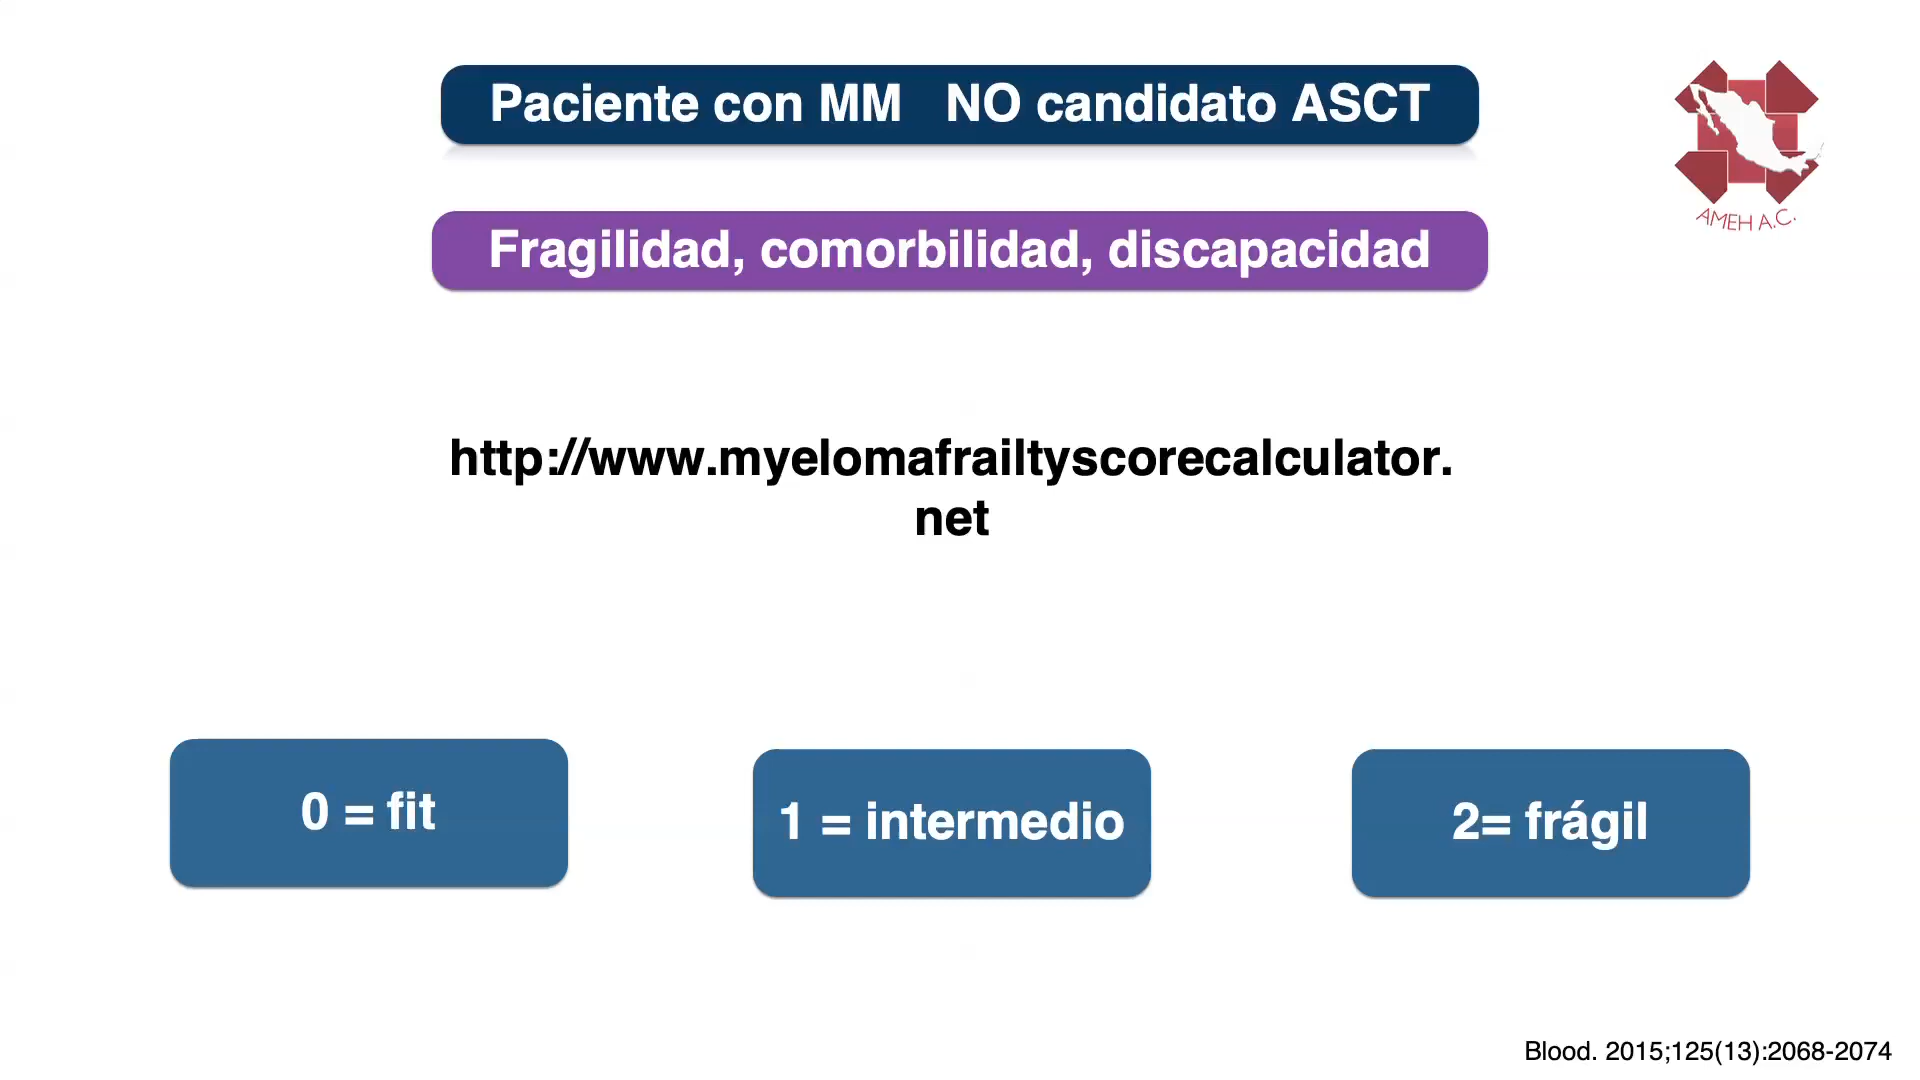 Paciente con MM NO candidato ASCT
AMEH A.C.
Fragilidad, comorbilidad, discapacidad
http://www.myelomafrailtyscorecalculator.
net
0 = fit
1 = intermedio
2= frágil
Blood. 2015;125(13):2068-2074